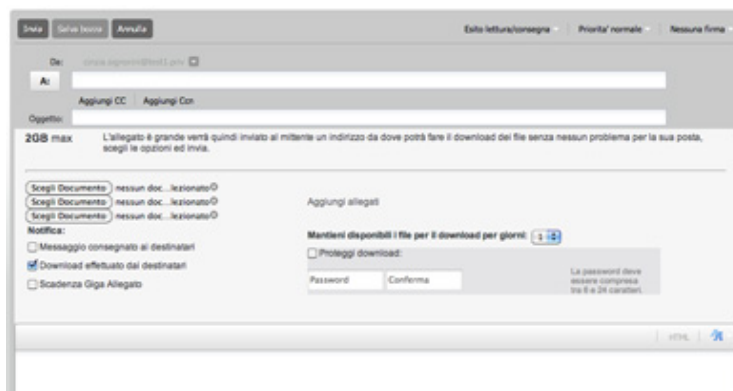 Invia Salva bozza Annulla Esito lettura/consegna Priorita' normale Nessuna firma
Da:
A:
Aggiungi CC Aggiungi Ccn
Oggetto:
2GB max L'allegato è grande verrà quindi inviato al mittente un indirizzo da dove potrà fare il download dei file senza nessun problema per la sua posta,
scegli le opzioni ed invia.
Scegli Documento nessun doc...lezionato
Scegli Documento nessun doc...lezionato Aggiungi allegati
Scegli Documento nessun doc...lezionato
Notifica:
Mantieni disponibili i file per il download per giorni: 1
Messaggio consegnato ai destinatari
Proteggi download:
Download effettuato dai destinatari
Password Conferma
La password deve
essere compresa
tra 6 e 24 caratteri.
Scadenza Giga Allegato
HTML